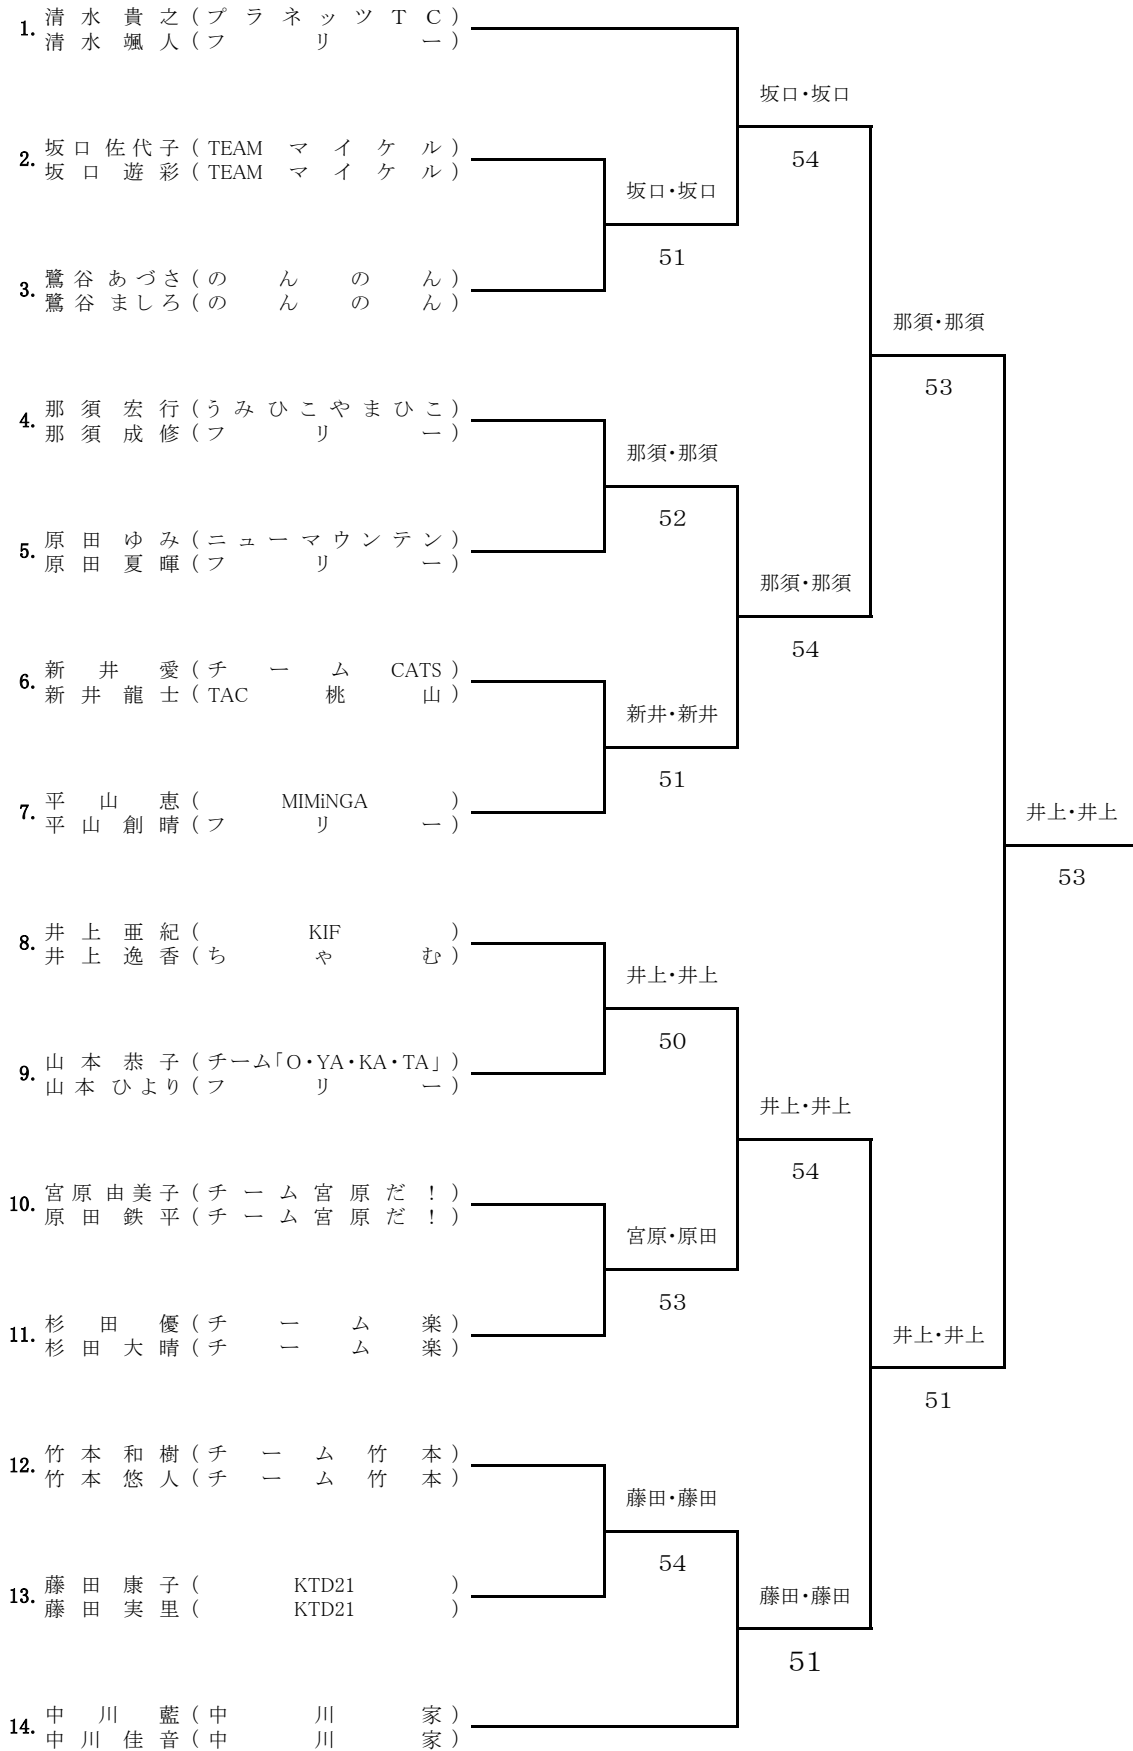 1. 清水貴之(プラネッツTC)
清水颯人(フリー)
坂口・坂口
54
2. 坂口佐代子(TEAM マイケル)
坂口遊彩(TEAM マイケル)
坂口・坂口
51
3. 鷺谷あづさ(のんのん)
鷺谷ましろ(のんのん)
那須・那須
53
4. 那須宏行(うみひこやまひこ)
那須成修(フリー)
那須・那須
52
5. 原田ゆみ(ニューマウンテン)
原田夏暉(フリー)
那須・那須
54
6. 新井愛(チームCATS)
新井龍士(TAC桃山)
新井・新井
51
7. 平山恵(MIMiNGA)
平山創晴(フリー)
井上・井上
53
8. 井上亜紀(KIF)
井上逸香(ちゃむ)
井上・井上
50
9. 山本恭子(チーム「O・YA・KA・TA」)
山本ひより(フリー)
井上・井上
54
10. 宮原由美子(チーム宮原だ!)
原田鉄平(チーム宮原だ!)
宮原・原田
53
11. 杉田優(チーム楽)
杉田大晴(チーム楽)
井上・井上
51
12. 竹本和樹(チーム竹本)
竹本悠人(チーム竹本)
藤田・藤田
54
13. 藤田康子(KTD21)
藤田実里(KTD21)
藤田・藤田
51
14. 中川藍(中川家)
中川佳音(中川家)